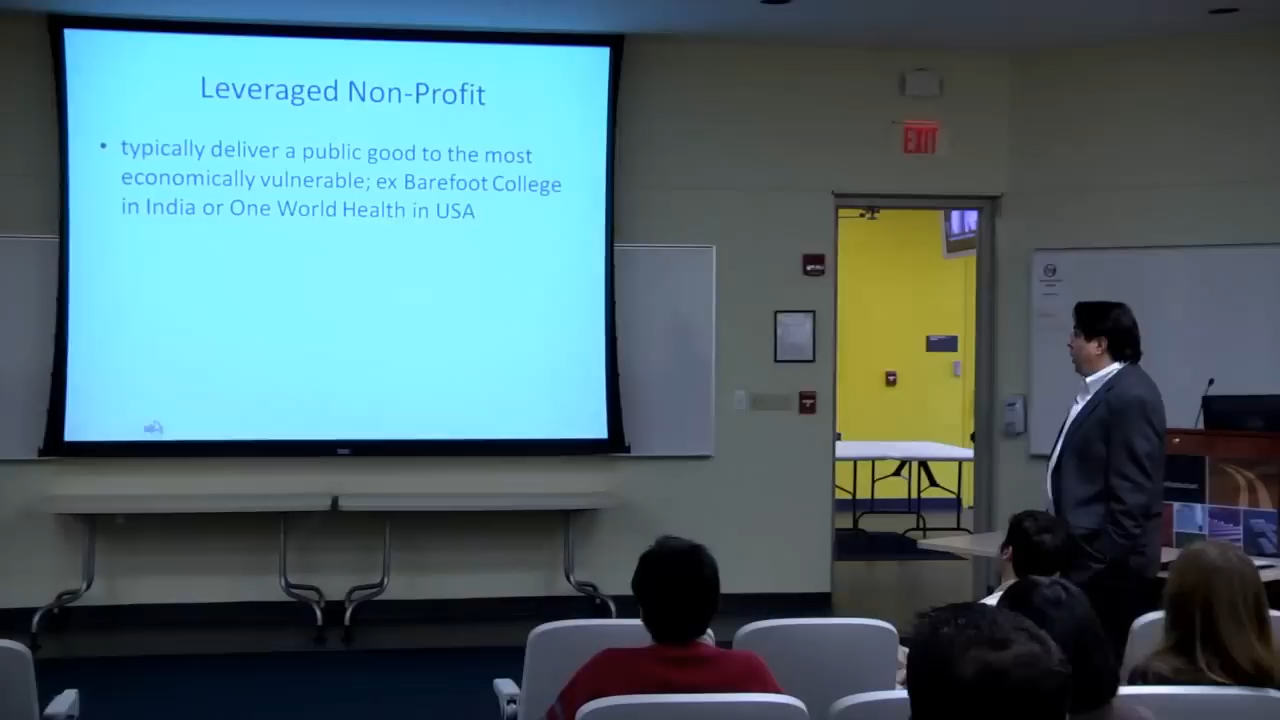 Leveraged Non-Profit
• typically deliver a public good to the most
economically vulnerable; ex Barefoot College
in India or One World Health in USA
EXIT